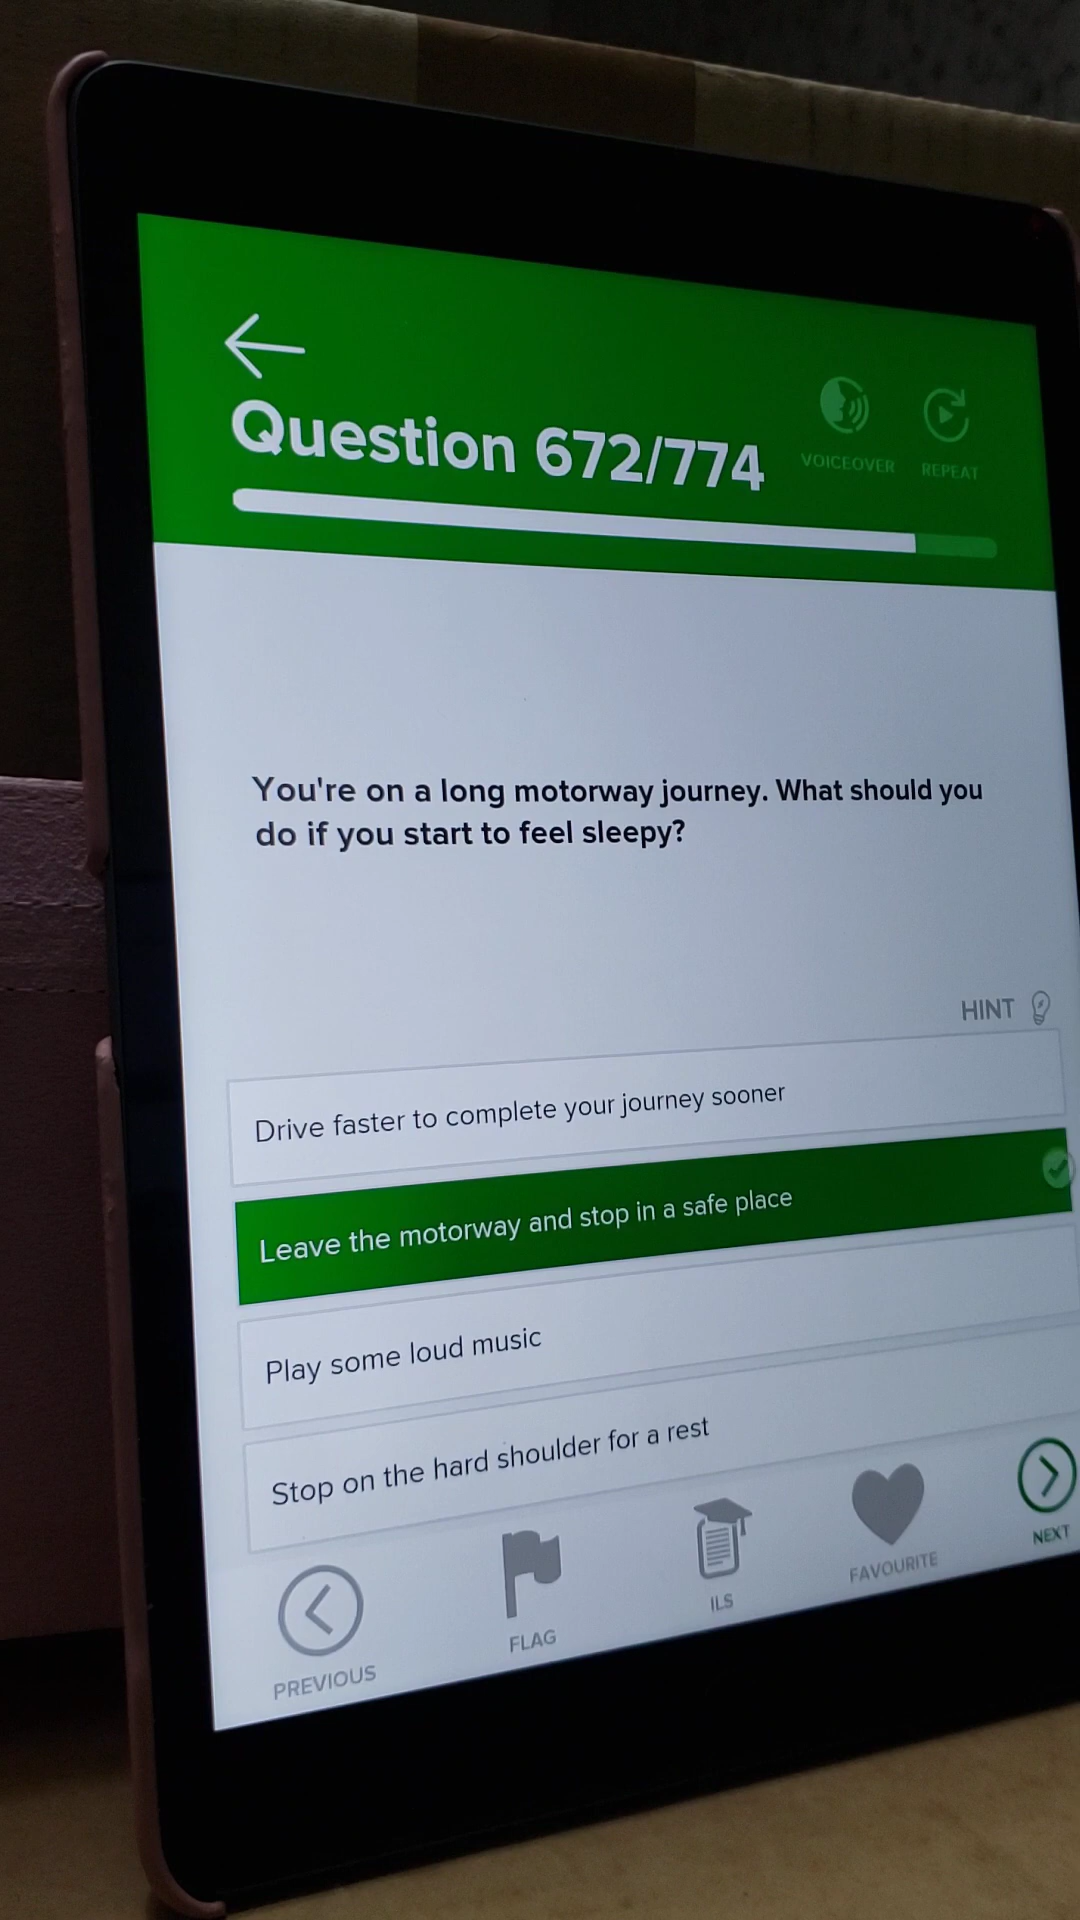 Question 672/774
VOICEOVER
REPEAT
You're on a long motorway journey. What should you
do if you start to feel sleepy?
HINT
Drive faster to complete your journey sooner
Leave the motorway and stop in a safe place
Play some loud music
Stop on the hard shoulder for a rest
PREVIOUS
FLAG
ILS
FAVOURITE
NEXT